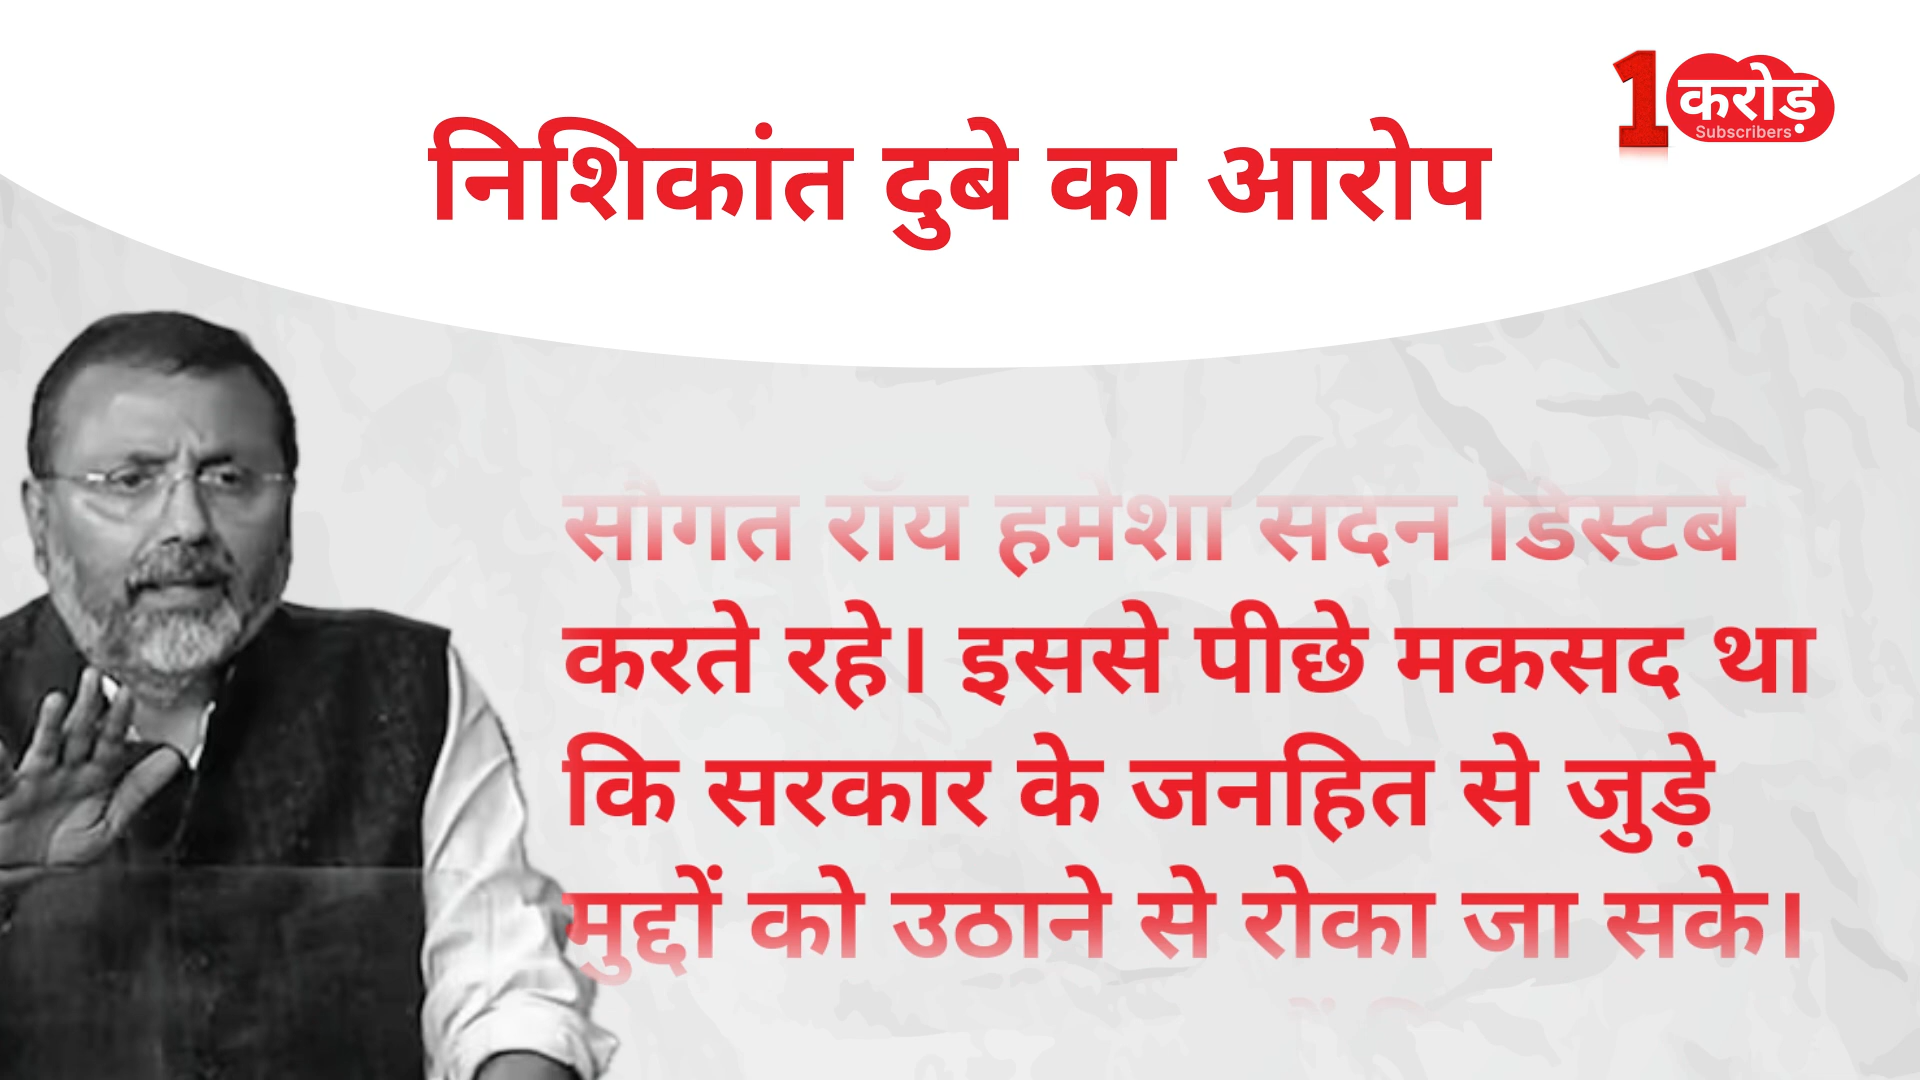 1 करोड़
Subscribers
निशिकांत दुबे का आरोप
सौगत रॉय हमेशा सदन डिस्टर्ब
करते रहे। इससे पीछे मकसद था
कि सरकार के जनहित से जुड़े
मुद्दों को उठाने से रोका जा सके।